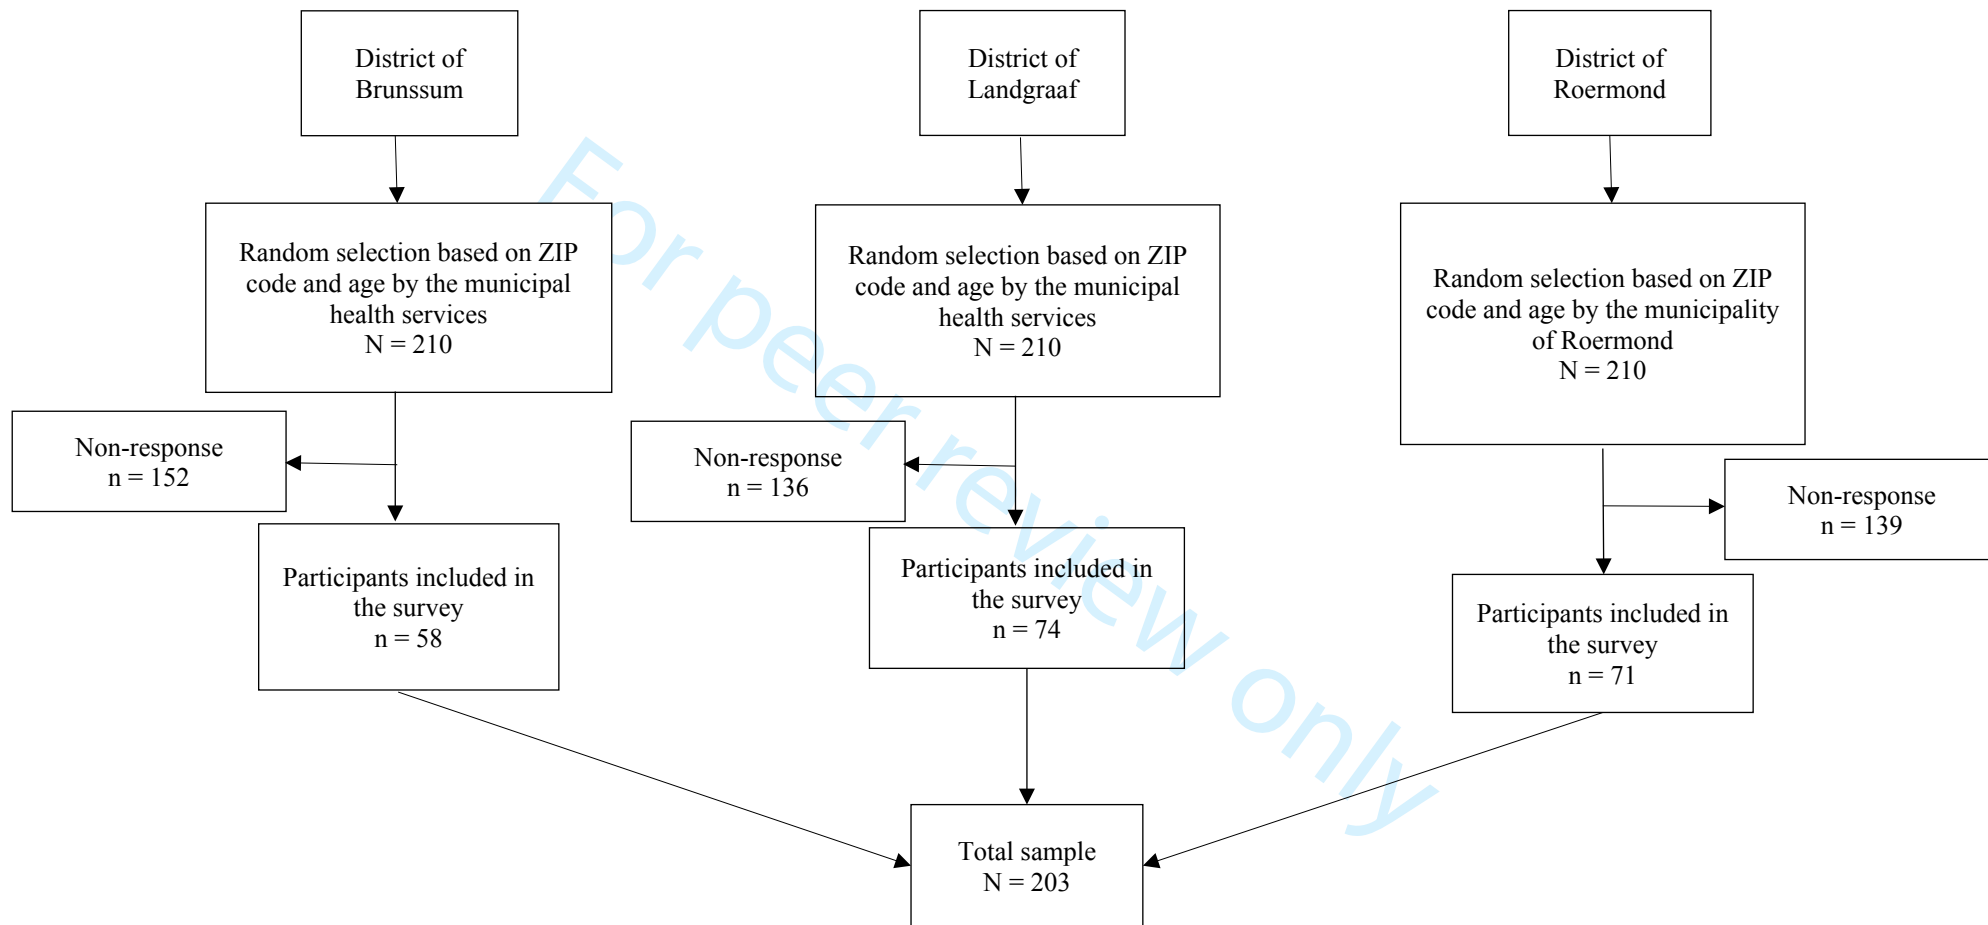 District of
Brunssum
District of
Landgraaf
District of
Roermond
Random selection based on ZIP
code and age by the municipal
health services
N = 210
Random selection based on ZIP
code and age by the municipal
health services
N = 210
Random selection based on ZIP
code and age by the municipality
of Roermond
N = 210
Non-response
n = 152
Non-response
n = 136
Non-response
n = 139
Participants included in
the survey
n = 58
Participants included in
the survey
n = 74
Participants included in
the survey
n = 71
Total sample
N = 203
For peer review only